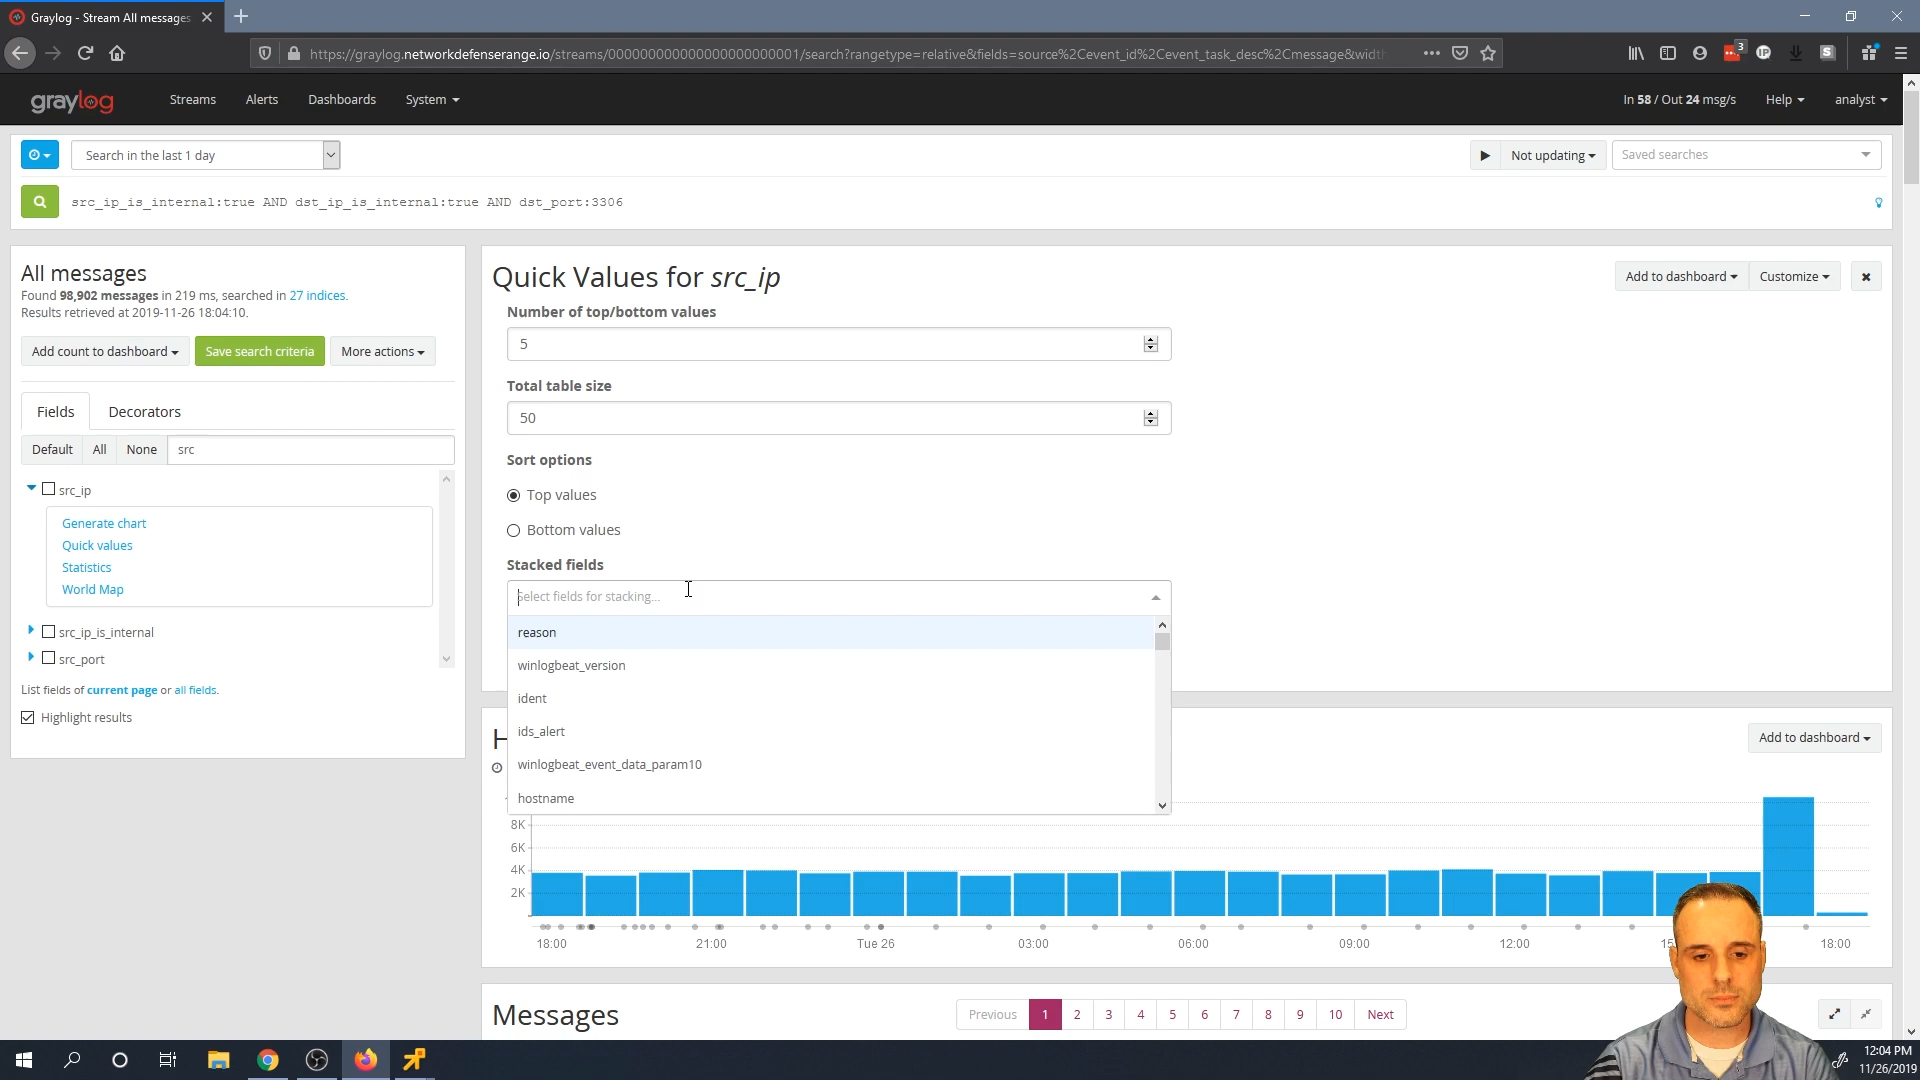 Graylog - Stream All messages
https://graylog.networkdefenserange.io/streams/000000000000000000000001/search?rangetype=relative&fields=source%2Cevent_id%2Cevent_task_desc%2Cmessage&width
3
graylog
Streams
Alerts
Dashboards
System
In 58 / Out 24 msg/s
Help
analyst
Search in the last 1 day
Not updating
Saved searches
src_ip_is_internal:true AND dst_ip_is_internal:true AND dst_port:3306
All messages
Found 98,902 messages in 219 ms, searched in 27 indices.
Results retrieved at 2019-11-26 18:04:10.
Add count to dashboard
Save search criteria
More actions
Fields
Decorators
Default
All
None
src
src_ip
Generate chart
Quick values
Statistics
World Map
src_ip_is_internal
src_port
List fields of current page or all fields.
Highlight results
Quick Values for src_ip
Add to dashboard
Customize
Number of top/bottom values
5
Total table size
50
Sort options
Top values
Bottom values
Stacked fields
Select fields for stacking...
reason
winlogbeat_version
ident
ids_alert
winlogbeat_event_data_param10
hostname
Add to dashboard
8K
6K
4K
2K
18:00
21:00
Tue 26
03:00
06:00
09:00
12:00
18:00
Messages
Previous
1
2
3
4
5
6
7
8
9
10
Next
12:04 PM
11/26/2019